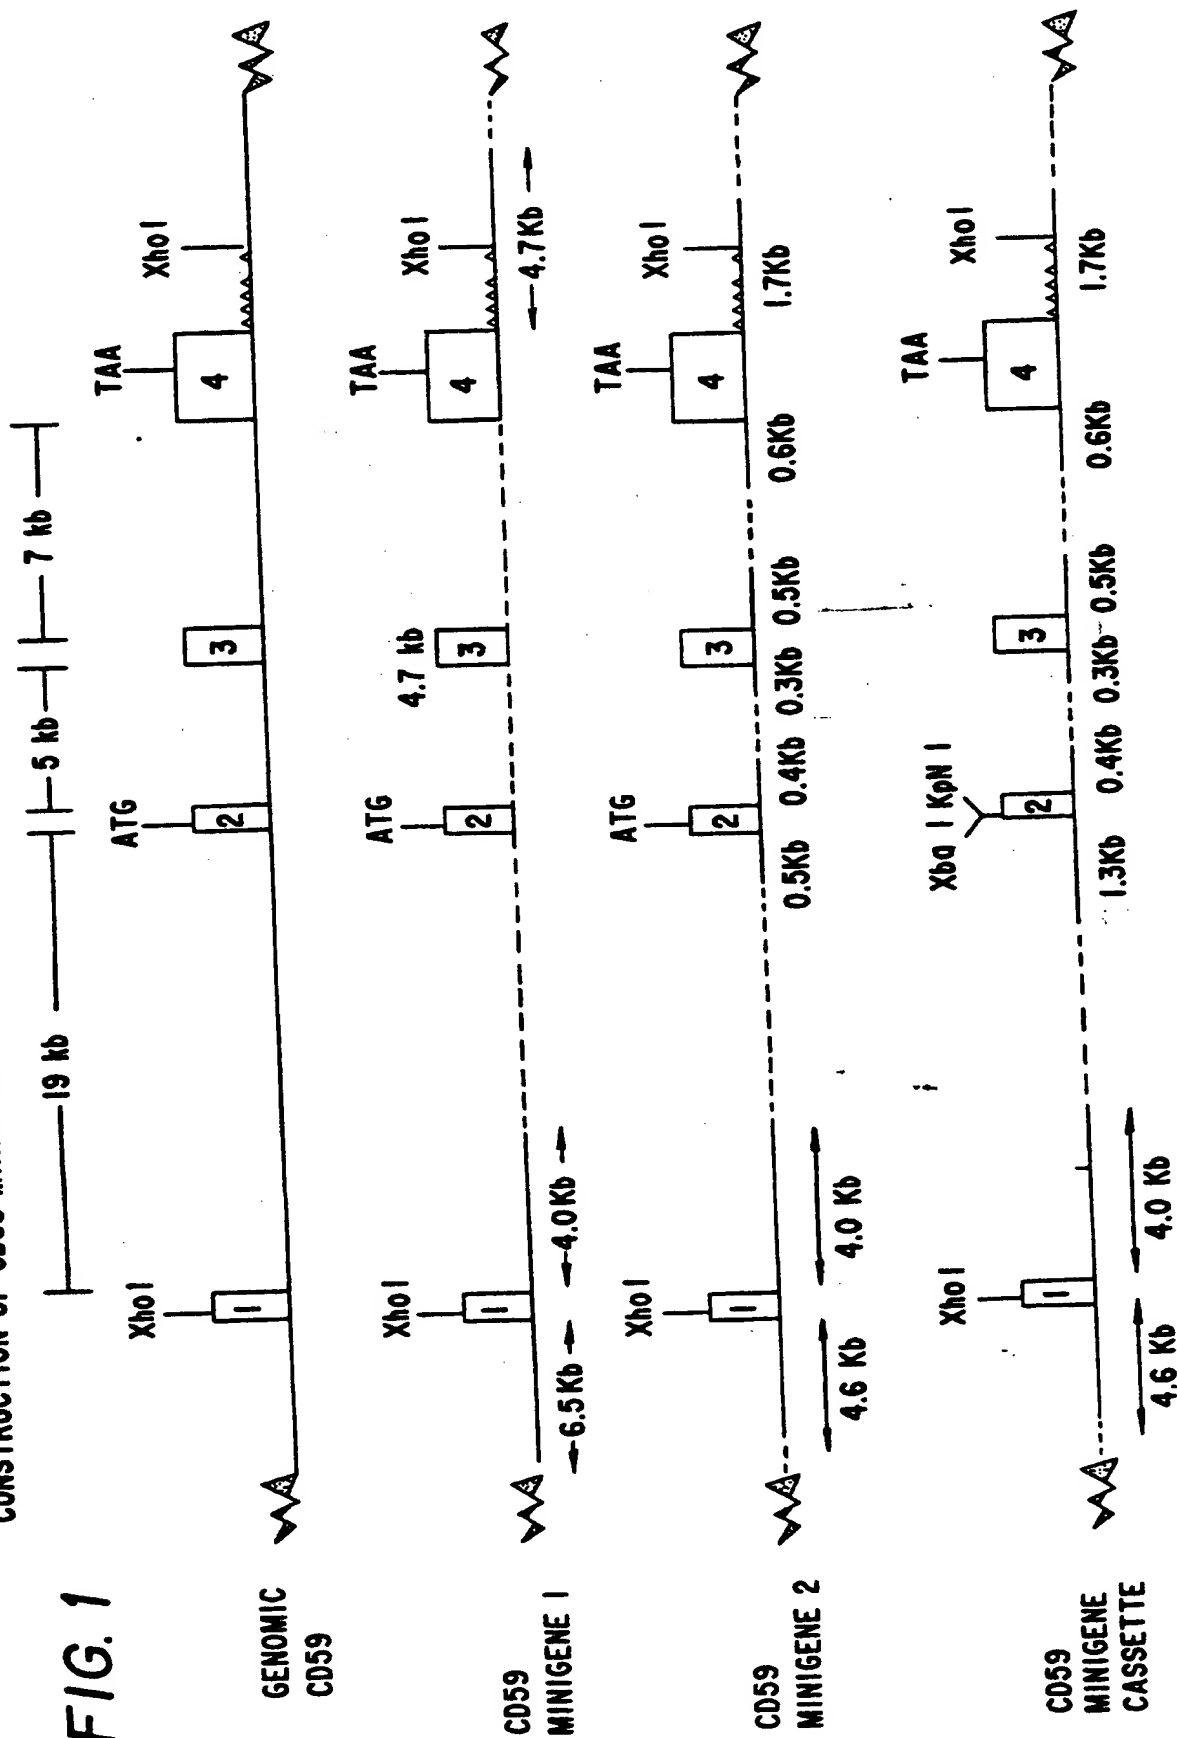 FIG. 1
CONSTRUCTION OF
19 kb
5 kb
7 kb
GENOMIC
CD59
XhoI
1
ATG
2
3
TAA
4
XhoI
CD59
MINIGENE 1
XhoI
1
6.5Kb
4.0Kb
ATG
2
4.7 kb
3
TAA
4
XhoI
4.7Kb
CD59
MINIGENE 2
XhoI
1
4.6 Kb
4.0 Kb
ATG
2
0.5Kb
0.4Kb
3
0.3Kb
0.5Kb
TAA
4
0.6Kb
XhoI
1.7Kb
CD59
MINIGENE
CASSETTE
XhoI
1
4.6 Kb
4.0 Kb
Xba I KpN I
2
1.3Kb
0.4Kb
3
0.3Kb
0.5Kb
TAA
4
0.6Kb
XhoI
1.7Kb